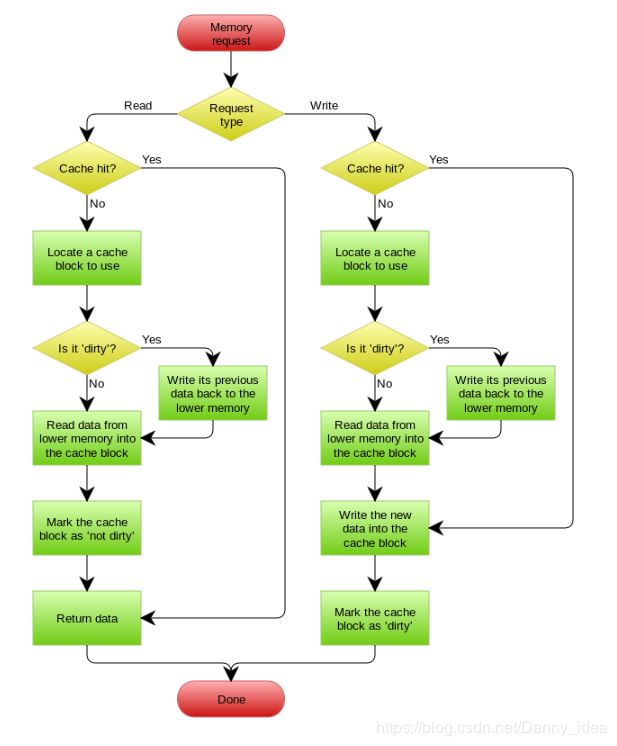 Memory
request
Request
type
Read
Write
Cache hit?
Yes
No
Locate a cache
block to use
Is it 'dirty'?
Yes
No
Write its previous
data back to the
lower memory
Read data from
lower memory into
the cache block
Mark the cache
block as 'not dirty'
Return data
Cache hit?
Yes
No
Locate a cache
block to use
Is it 'dirty'?
Yes
No
Write its previous
data back to the
lower memory
Read data from
lower memory into
the cache block
Write the new
data into the
cache block
Mark the cache
block as 'dirty'
Done
https://blog.csdn.net/Danny_idea